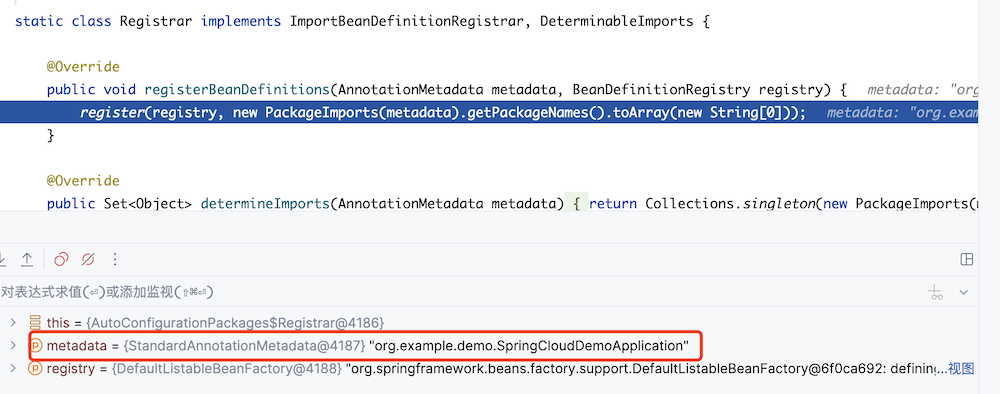 static class Registrar implements ImportBeanDefinitionRegistrar, DeterminableImports {
@Override
public void registerBeanDefinitions(AnnotationMetadata metadata, BeanDefinitionRegistry registry) { metadata: "org
register(registry, new PackageImports(metadata).getPackageNames().toArray(new String[0])); metadata: "org.exam
}
@Override
public Set<Object> determineImports(AnnotationMetadata metadata) { return Collections.singleton(new PackageImports(m
对表达式求值(⏎)或添加监视(⇧⌘⏎)
this = {AutoConfigurationPackages$Registrar@4186}
metadata = {StandardAnnotationMetadata@4187} "org.example.demo.SpringCloudDemoApplication"
registry = {DefaultListableBeanFactory@4188} "org.springframework.beans.factory.support.DefaultListableBeanFactory@6f0ca692: defining...视图